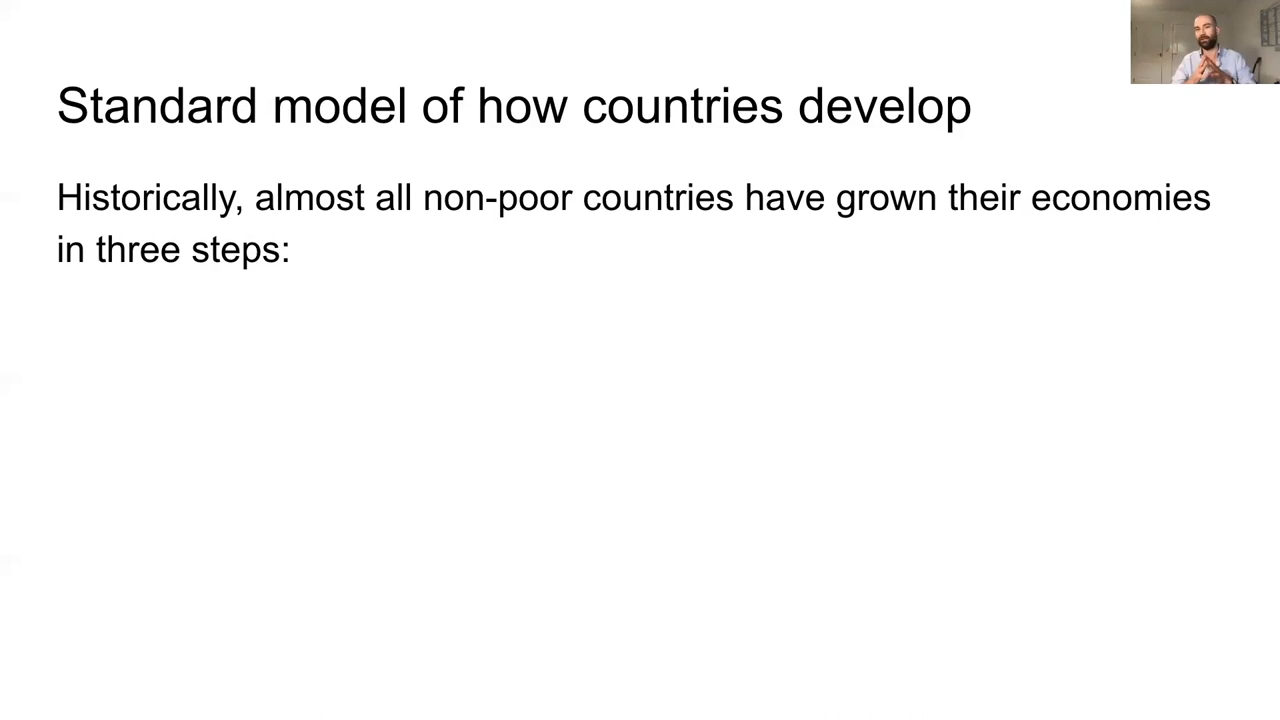 Standard model of how countries develop
Historically, almost all non-poor countries have grown their economies
in three steps: